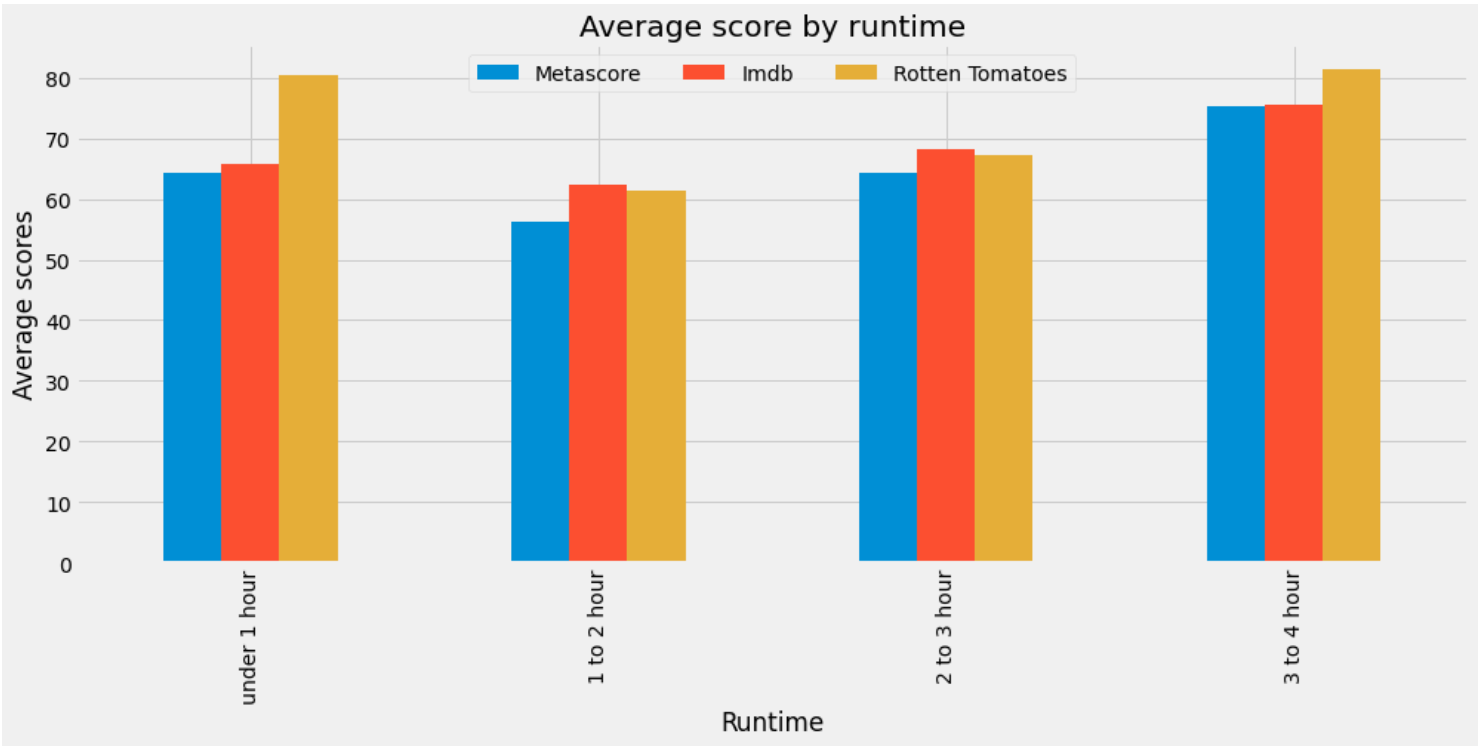 Average score by runtime
Metascore Imdb Rotten Tomatoes
Average scores
80
70
60
50
40
30
20
10
0
under 1 hour
1 to 2 hour
2 to 3 hour
3 to 4 hour
Runtime